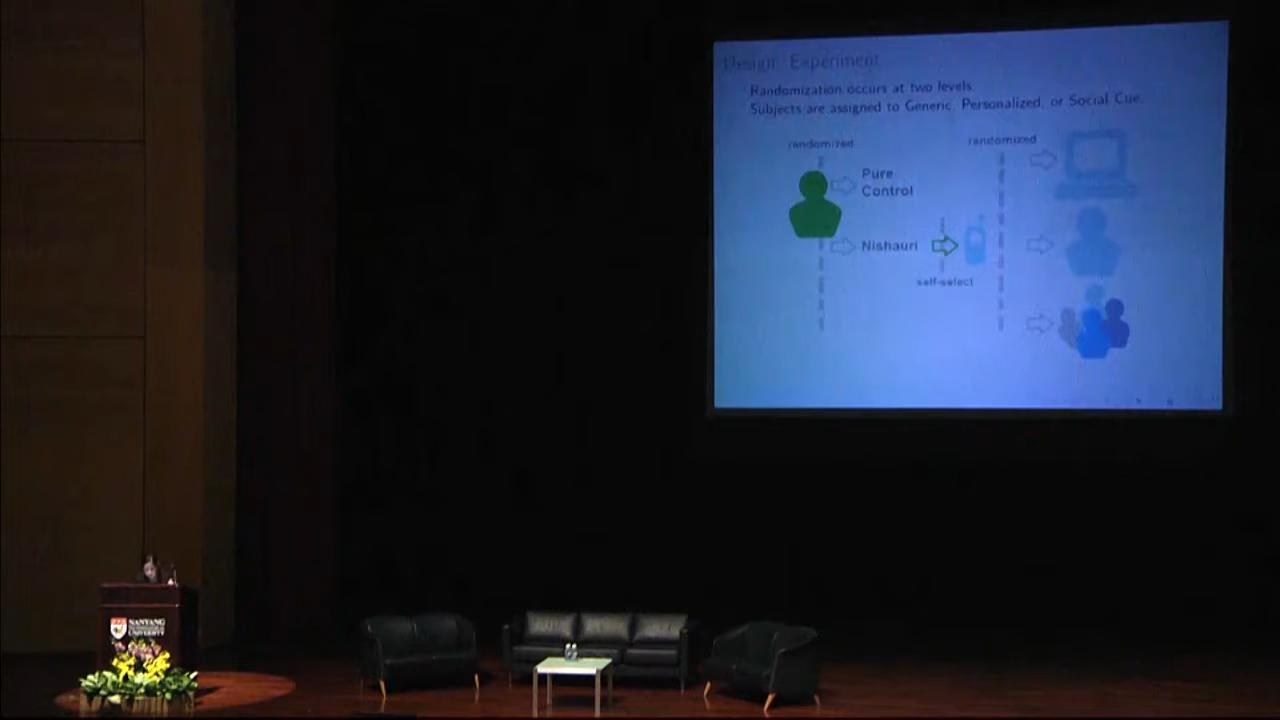 Design: Experiment
Randomization occurs at two levels.
Subjects are assigned to Generic, Personalized, or Social Cue.
randomized
randomized
Pure
Control
Nishauri
self-select
NANYANG
UNIVERSITY